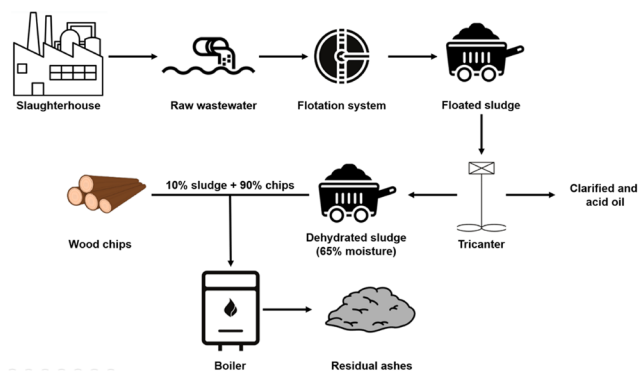 Slaughterhouse
Raw wastewater
Flotation system
Floated sludge
10% sludge + 90% chips
Clarified and
acid oil
Wood chips
Dehydrated sludge
(65% moisture)
Tricanter
Boiler
Residual ashes